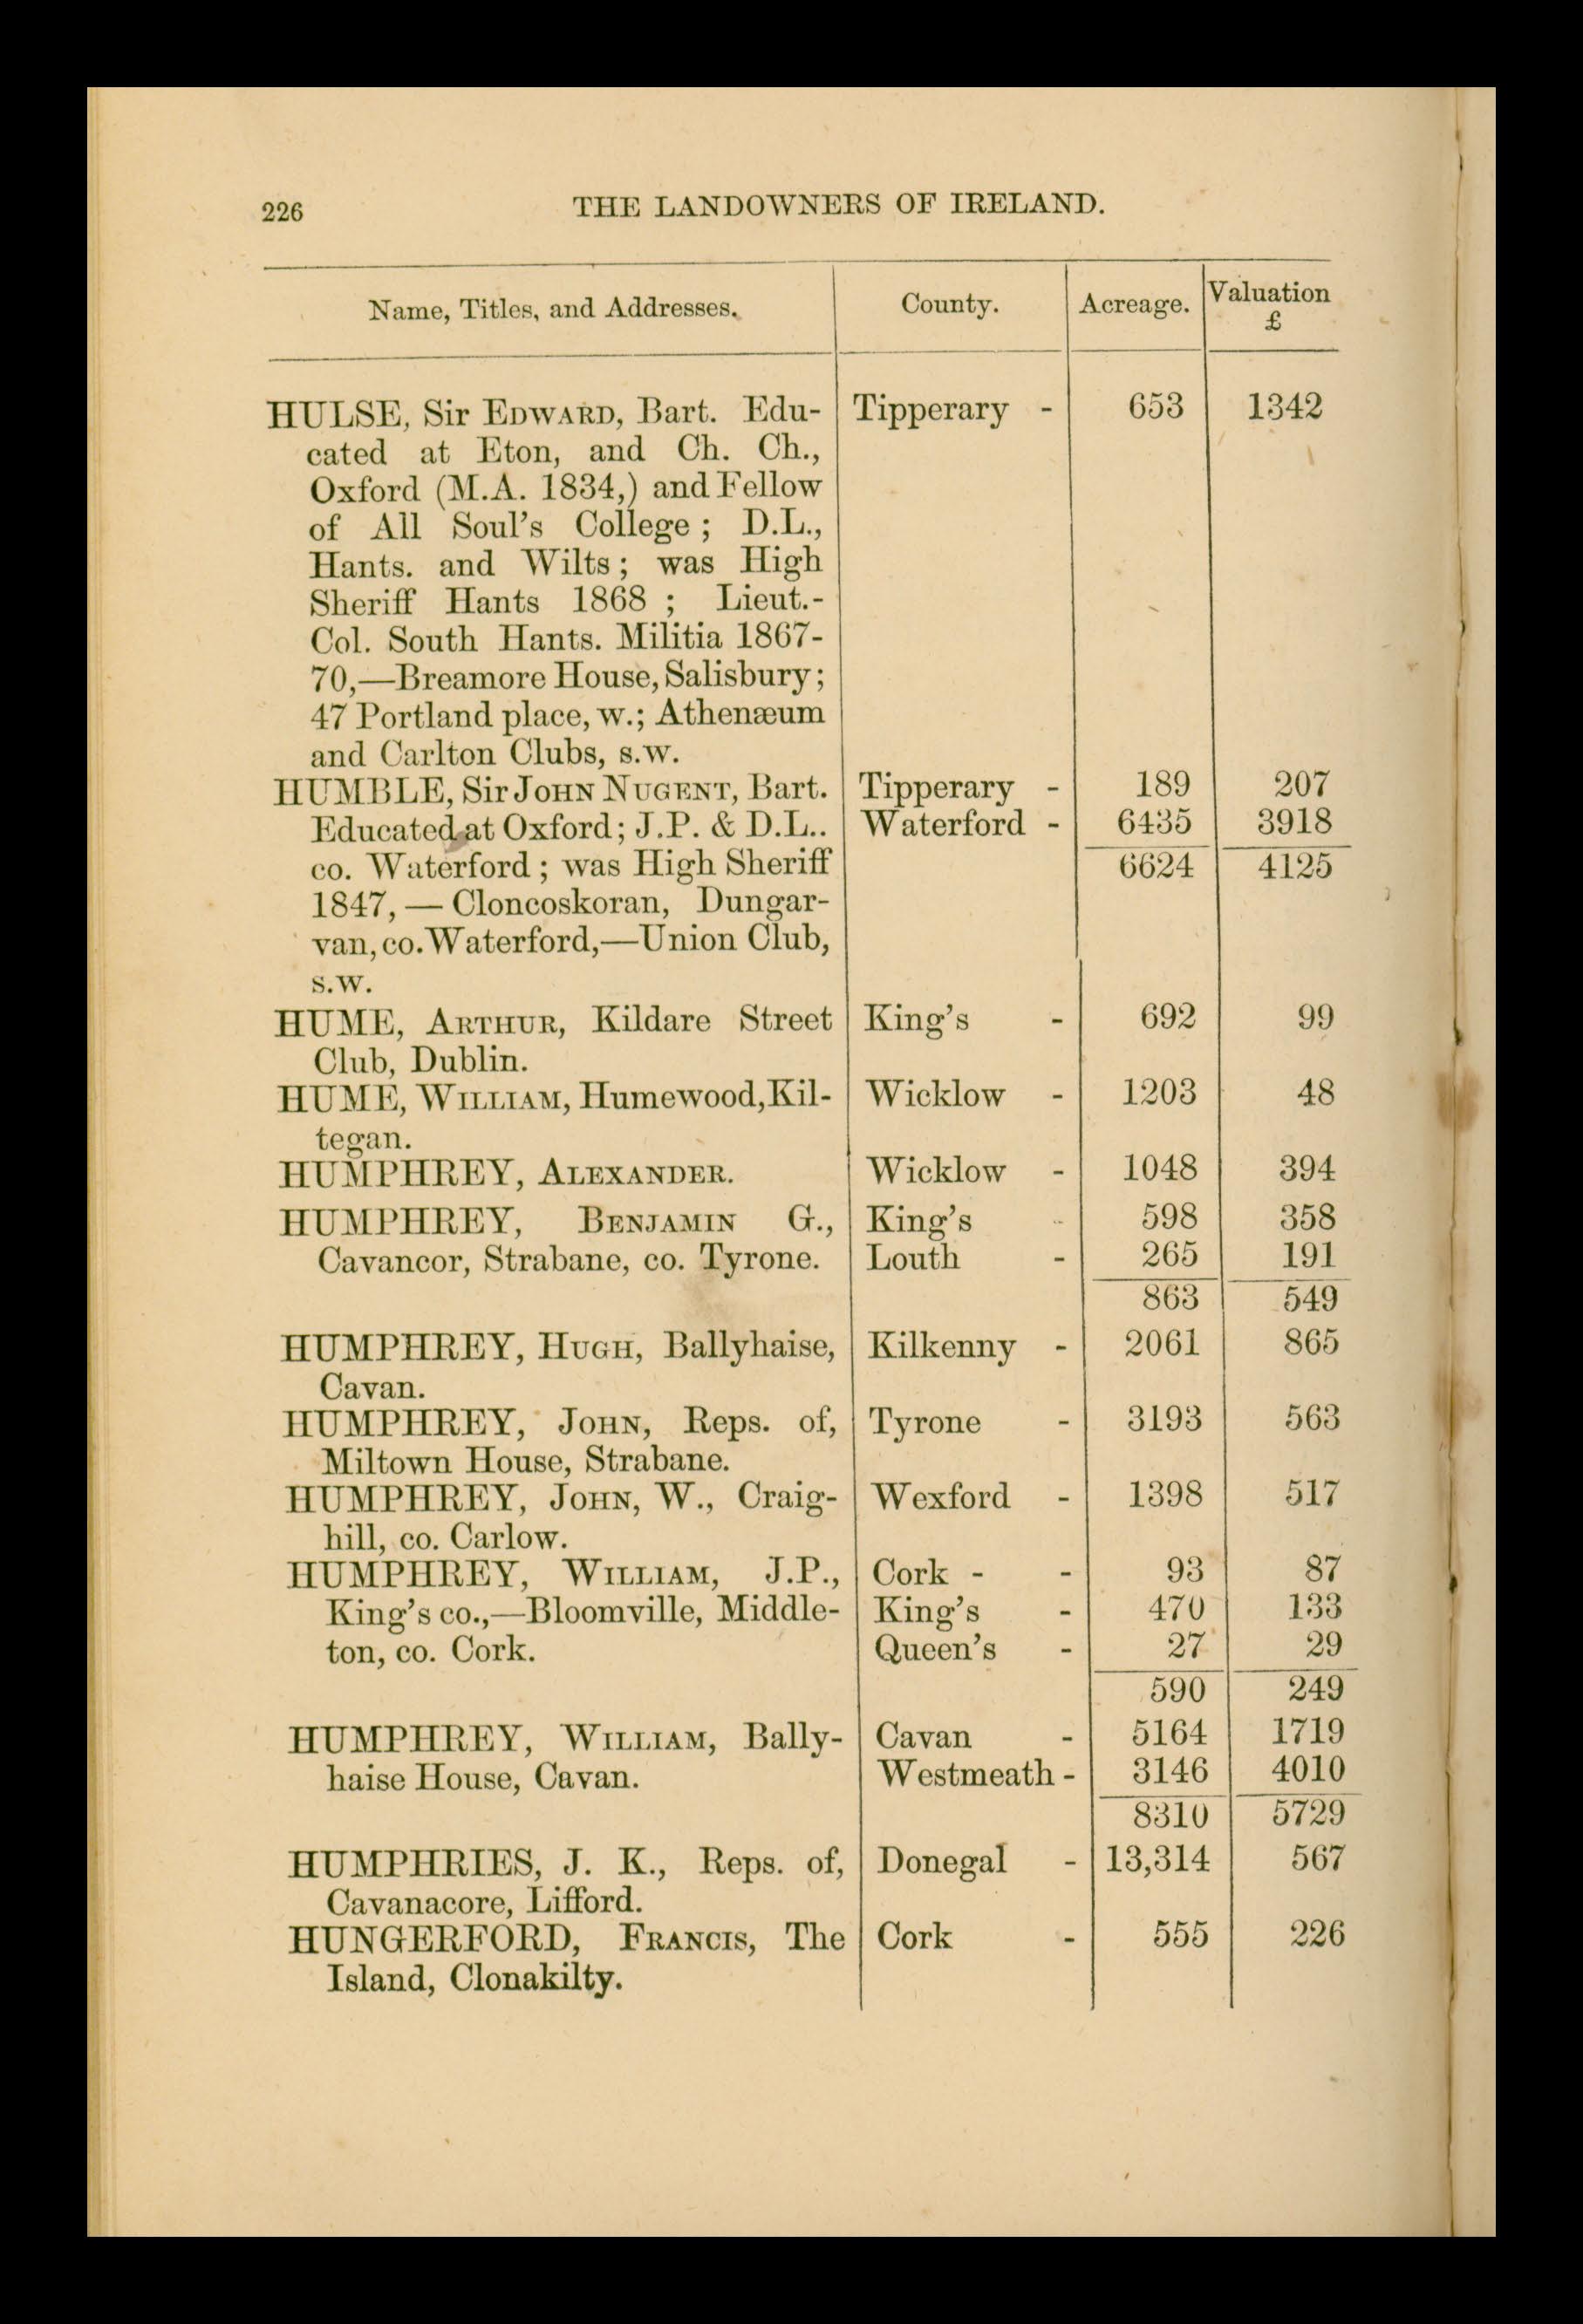 226 THE LANDOWNERS OF IRELAND.
Name, Titles, and Addresses. County. Acreage. Valuation £
HULSE, Sir EDWARD, Bart. Edu- Tipperary - 653 1342
cated at Eton, and Ch. Ch.,
Oxford (M.A. 1834,) and Fellow
of All Soul's College; D.L.,
Hants. and Wilts; was High
Sheriff Hants 1868; Lieut.-
Col. South Hants. Militia 1867-
70,—Breamore House, Salisbury;
47 Portland place, w.; Athenæum
and Carlton Clubs, s.w.
HUMBLE, Sir JOHN NUGENT, Bart. Tipperary - 189 207
Educated at Oxford; J.P. & D.L.. Waterford - 6435 3918
co. Waterford; was High Sheriff 6624 4125
1847,— Cloncoskoran, Dungar-
van, co. Waterford,—Union Club,
s.w.
HUME, ARTHUR, Kildare Street King's - 692 99
Club, Dublin.
HUME, WILLIAM, Humewood, Kil- Wicklow - 1203 48
tegan.
HUMPHREY, ALEXANDER. Wicklow - 1048 394
HUMPHREY, BENJAMIN G., King's - 598 358
Cavancor, Strabane, co. Tyrone. Louth - 265 191
863 549
HUMPHREY, HUGH, Ballyhaise, Kilkenny - 2061 865
Cavan.
HUMPHREY, JOHN, Reps. of, Tyrone - 3193 563
Miltown House, Strabane.
HUMPHREY, JOHN, W., Craig- Wexford - 1398 517
hill, co. Carlow.
HUMPHREY, WILLIAM, J.P., Cork - - 93 87
King's co.,—Bloomville, Middle- King's - 470 133
ton, co. Cork. Queen's - 27 29
590 249
HUMPHREY, WILLIAM, Bally- Cavan - 5164 1719
haise House, Cavan. Westmeath - 3146 4010
8310 5729
HUMPHRIES, J. K., Reps. of, Donegal - 13,314 567
Cavanacore, Lifford.
HUNGERFORD, FRANCIS, The Cork - 555 226
Island, Clonakilty.